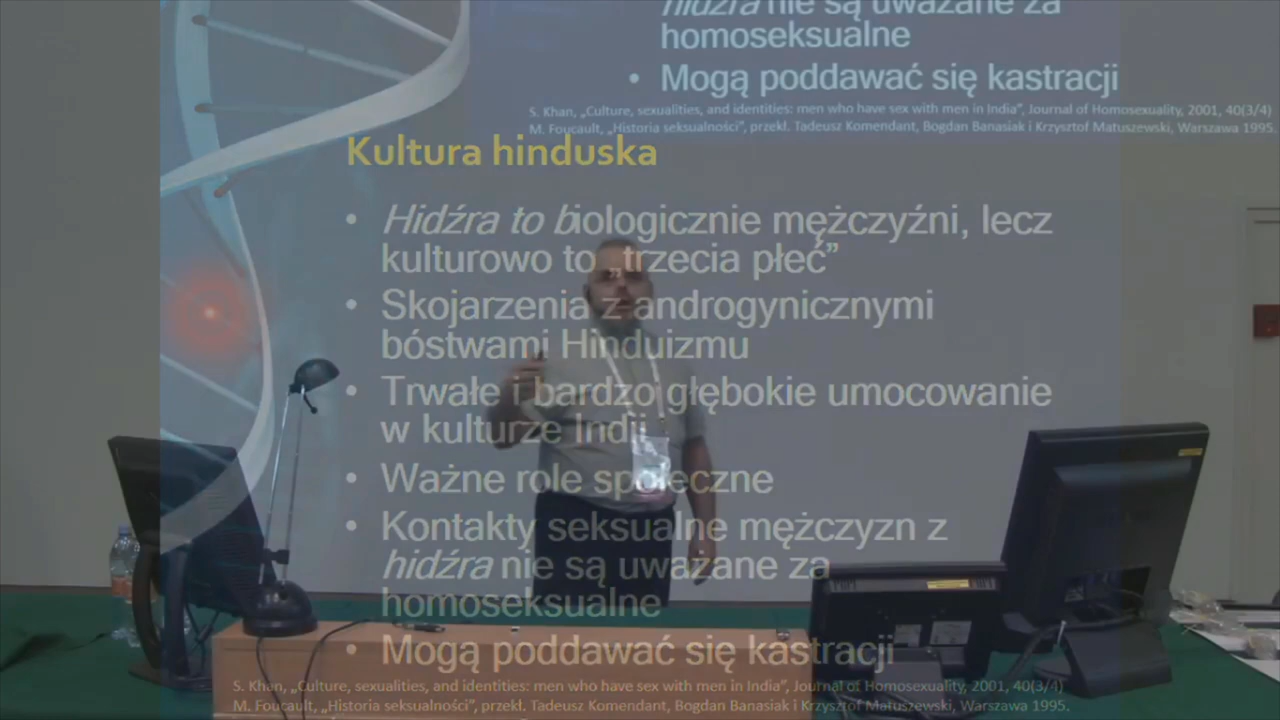 hidźra nie są uważane za
homoseksualne
• Mogą poddawać się kastracji
S. Khan, „Culture, sexualities, and identities: men who have sex with men in India”, Journal of Homosexuality, 2001, 40(3/4)
M. Foucault, „Historia seksualności”, przekł. Tadeusz Komendant, Bogdan Banasiak i Krzysztof Matuszewski, Warszawa 1995.
Kultura hinduska
• Hidźra to biologicznie mężczyźni, lecz
kulturowo to „trzecia płeć”
• Skojarzenia z androgynicznymi
bóstwami Hinduizmu
• Trwałe i bardzo głębokie umocowanie
w kulturze Indii
• Ważne role społeczne
• Kontakty seksualne mężczyzn z
hidźra nie są uważane za
homoseksualne
• Mogą poddawać się kastracji
S. Khan, „Culture, sexualities, and identities: men who have sex with men in India”, Journal of Homosexuality, 2001, 40(3/4)
M. Foucault, „Historia seksualności”, przekł. Tadeusz Komendant, Bogdan Banasiak i Krzysztof Matuszewski, Warszawa 1995.